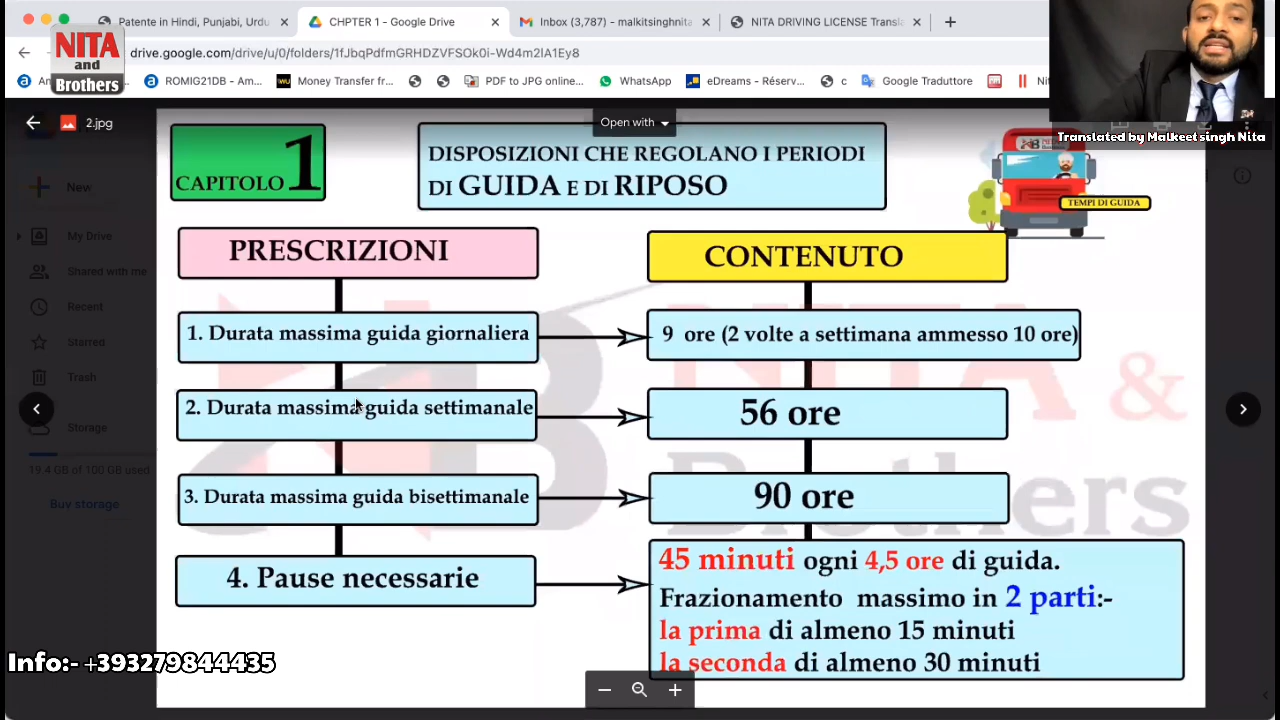 Patente in Hindi, Punjabi, Urdu
CHPTER 1 - Google Drive
Inbox (3,787) - malkitsinghnita
NITA DRIVING LICENSE Transla
NITA
and
Brothers
drive.google.com/drive/u/0/folders/1fJbqPdfmGRHDZVFSOk0i-Wd4m2IA1Ey8
ROMIG21DB - Am...
Money Transfer fr...
PDF to JPG online...
WhatsApp
eDreams - Réserv...
c
Google Traduttore
2.jpg
Open with
Translated by Malkeet singh Nita
CAPITOLO 1
DISPOSIZIONI CHE REGOLANO I PERIODI
DI GUIDA E DI RIPOSO
TEMPI DI GUIDA
New
My Drive
Shared with me
Recent
Starred
Trash
Storage
19.4 GB of 100 GB used
Buy storage
PRESCRIZIONI
CONTENUTO
1. Durata massima guida giornaliera
9 ore (2 volte a settimana ammesso 10 ore)
2. Durata massima guida settimanale
56 ore
3. Durata massima guida bisettimanale
90 ore
4. Pause necessarie
45 minuti ogni 4,5 ore di guida.
Frazionamento massimo in 2 parti:-
la prima di almeno 15 minuti
la seconda di almeno 30 minuti
NITA &
Brothers
Info:- +393279844435